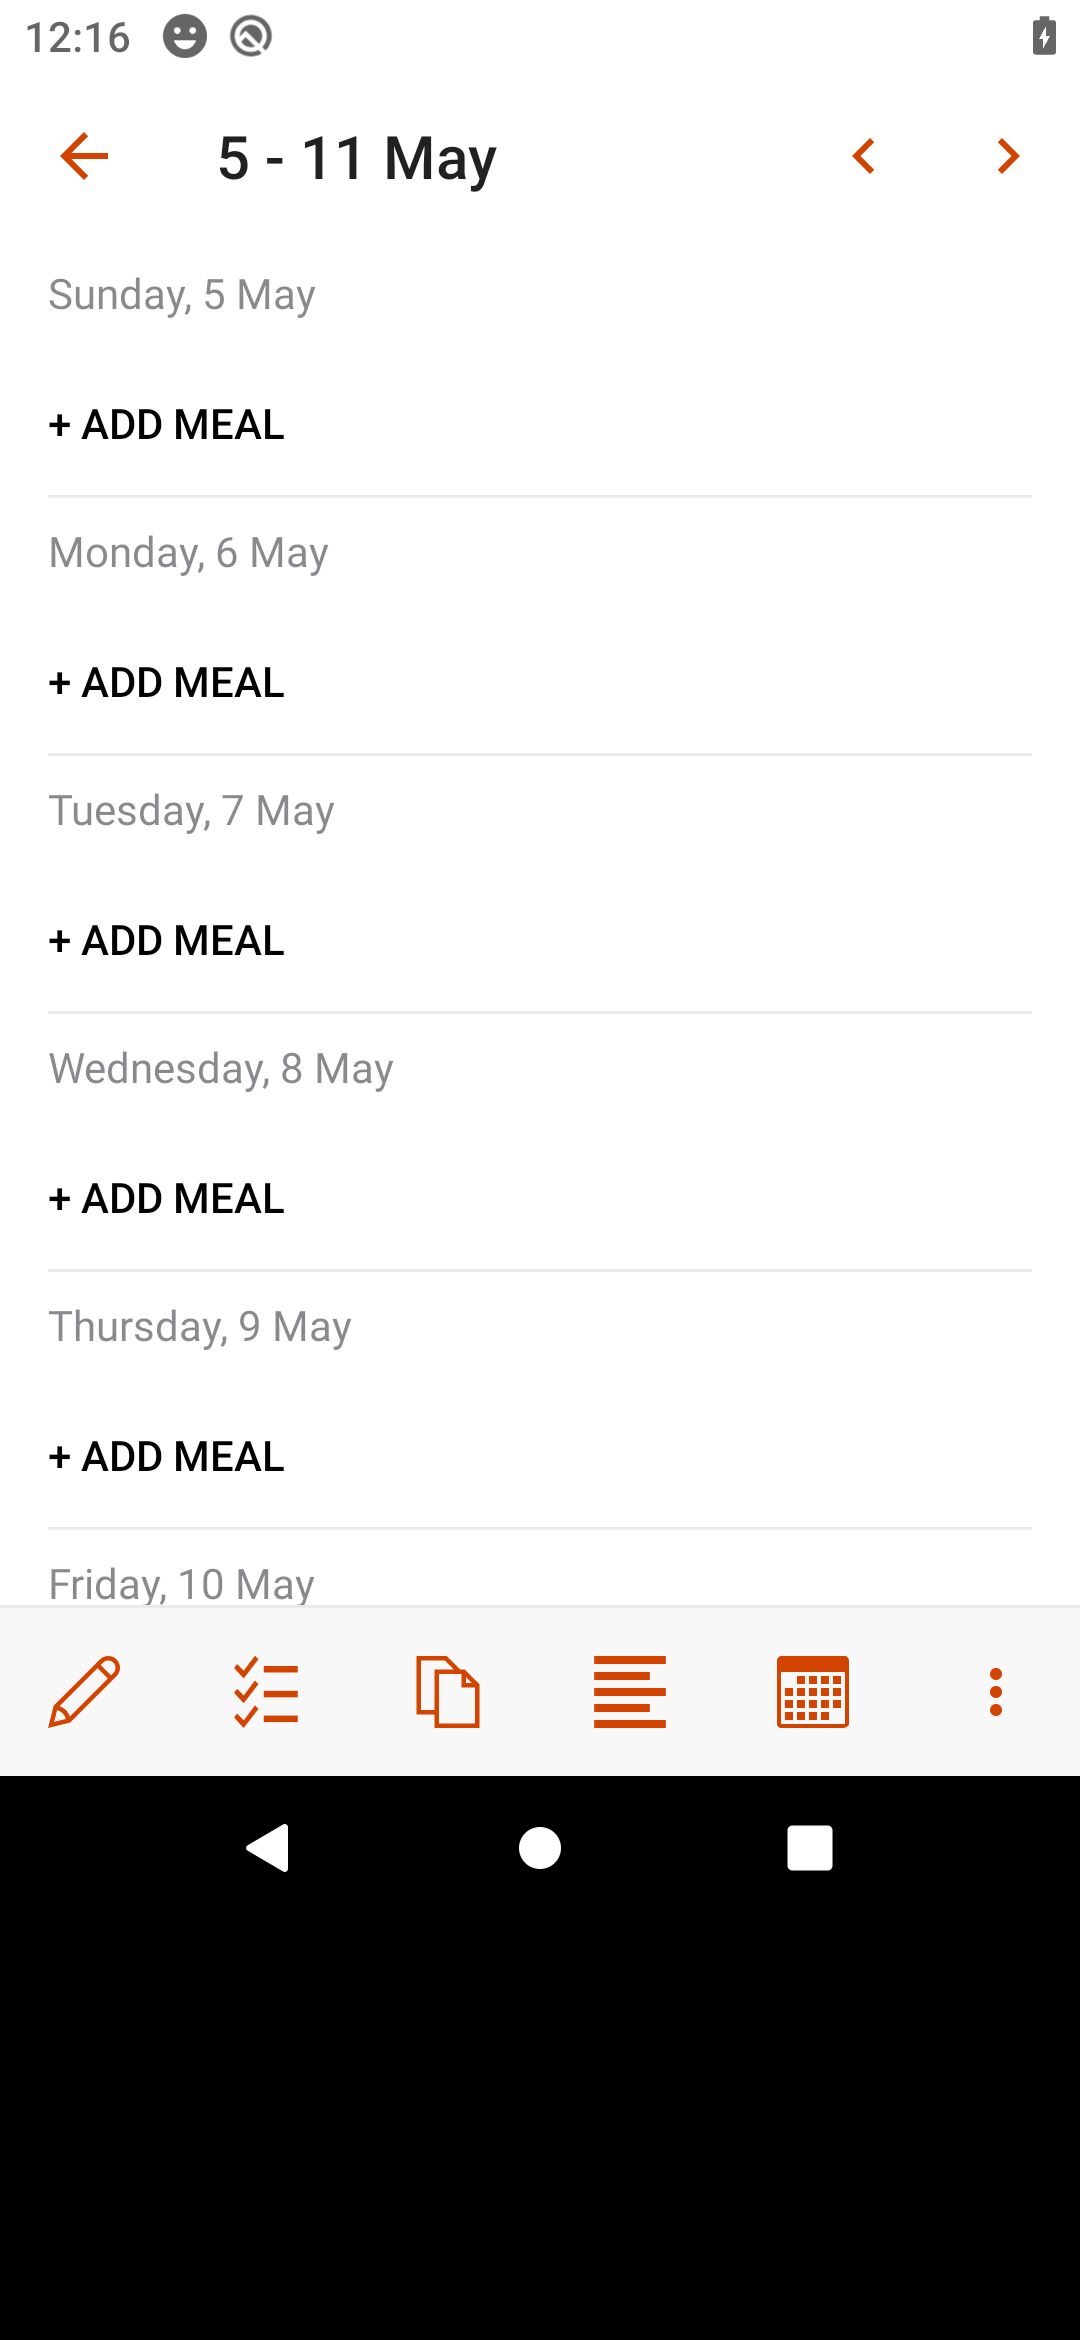 12:16
5 - 11 May
Sunday, 5 May
+ ADD MEAL
Monday, 6 May
+ ADD MEAL
Tuesday, 7 May
+ ADD MEAL
Wednesday, 8 May
+ ADD MEAL
Thursday, 9 May
+ ADD MEAL
Friday, 10 May